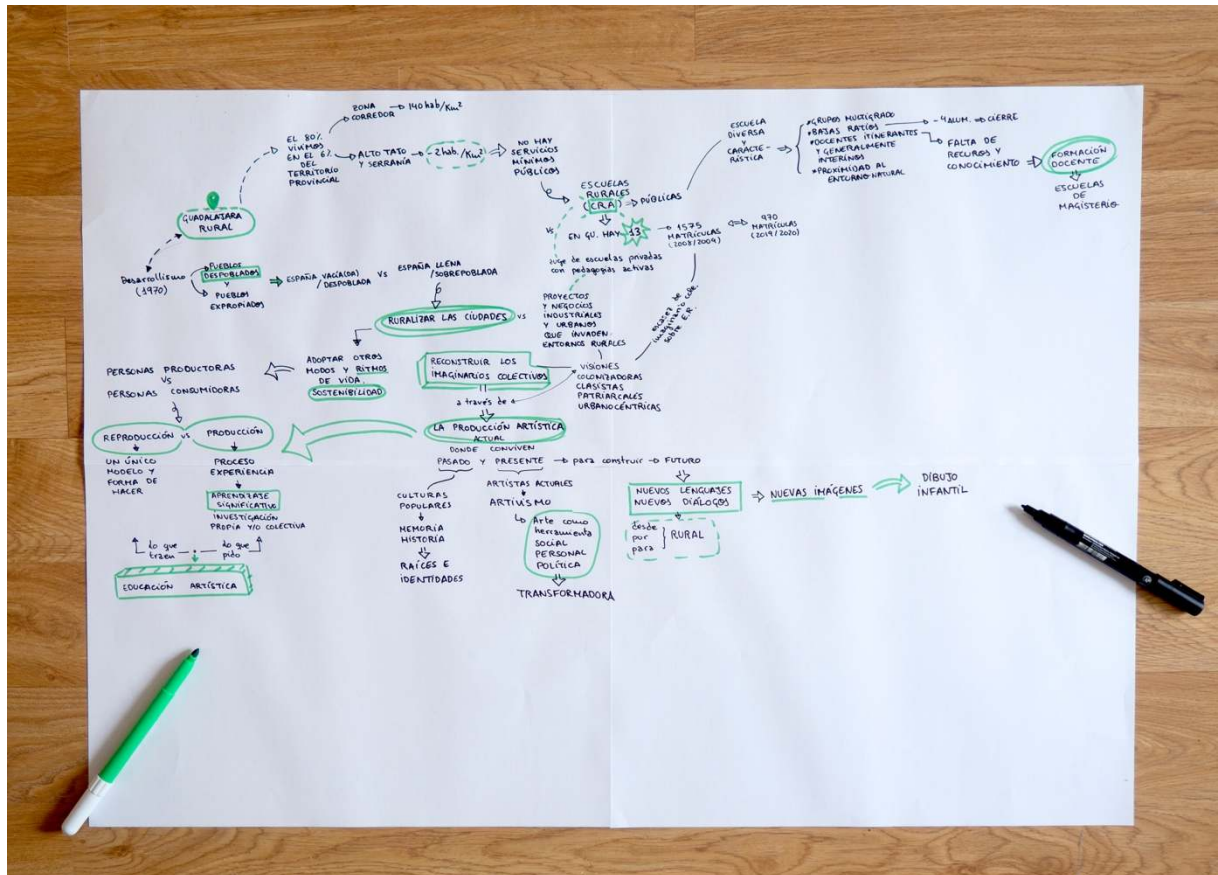 GUADALAJARA
RURAL
EL 80%
VIVIMOS
EN EL 6%
DEL
TERRITORIO
PROVINCIAL
ZONA
CORREDOR → 140 hab/Km²
ALTO TAJO
Y SERRANÍA → -2 hab./Km²
NO HAY
SERVICIOS
MÍNIMOS
PÚBLICOS
ESCUELAS
RURALES
(CRA) ⇒ PÚBLICAS
EN GU. HAY 13
→ 1575
MATRÍCULAS
(2008/2009)
⇔ 970
MATRÍCULAS
(2019/2020)
ESCUELA
DIVERSA
Y
CARACTE-
RÍSTICA
•GRUPOS MULTIGRADO
•BAJAS RATIOS
•DOCENTES ITINERANTES
Y GENERALMENTE
INTERINOS
•PROXIMIDAD AL
ENTORNO NATURAL
-4 ALUM. ⇒ CIERRE
FALTA DE
RECUROS Y
CONOCIMIENTO
FORMACIÓN
DOCENTE
ESCUELAS
DE
MAGISTERIO
VS
auge de escuelas privadas
con pedagogías activas
PROYECTOS
Y NEGOCIOS
INDUSTRIALES
Y URBANOS
QUE INVADEN
ENTORNOS RURALES
Desarrollismo
(1970)
PUEBLOS
DESPOBLADOS
Y
PUEBLOS
EXPROPIADOS
ESPAÑA VACÍA(DA)
/DESPOBLADA
VS
ESPAÑA LLENA
/SOBREPOBLADA
RURALIZAR LAS CIUDADES VS
ADOPTAR OTROS
MODOS Y RITMOS
DE VIDA.
SOSTENIBILIDAD
PERSONAS PRODUCTORAS
VS
PERSONAS CONSUMIDORAS
RECONSTRUIR LOS
IMAGINARIOS COLECTIVOS
VISIONES
COLONIZADORAS
CLASISTAS
PATRIARCALES
URBANOCÉNTRICAS
escasez de
imaginario cole.
sobre E.R.
a través de
LA PRODUCCIÓN ARTÍSTICA
ACTUAL
DONDE CONVIVEN
PASADO Y PRESENTE → para construir → FUTURO
REPRODUCCIÓN VS PRODUCCIÓN
UN ÚNICO
MODELO Y
FORMA DE
HACER
PROCESO
EXPERIENCIA
APRENDIZAJE
SIGNIFICATIVO
INVESTIGACIÓN
PROPIA Y/O COLECTIVA
lo que
traen
+
lo que
pido
EDUCACIÓN ARTÍSTICA
CULTURAS
POPULARES
MEMORIA
HISTORIA
RAÍCES E
IDENTIDADES
ARTISTAS ACTUALES
ARTIVISMO
Arte como
herramienta
SOCIAL
PERSONAL
POLÍTICA
TRANSFORMADORA
NUEVOS LENGUAJES
NUEVOS DIÁLOGOS
desde
por
para
} RURAL
NUEVAS IMÁGENES
DIBUJO
INFANTIL